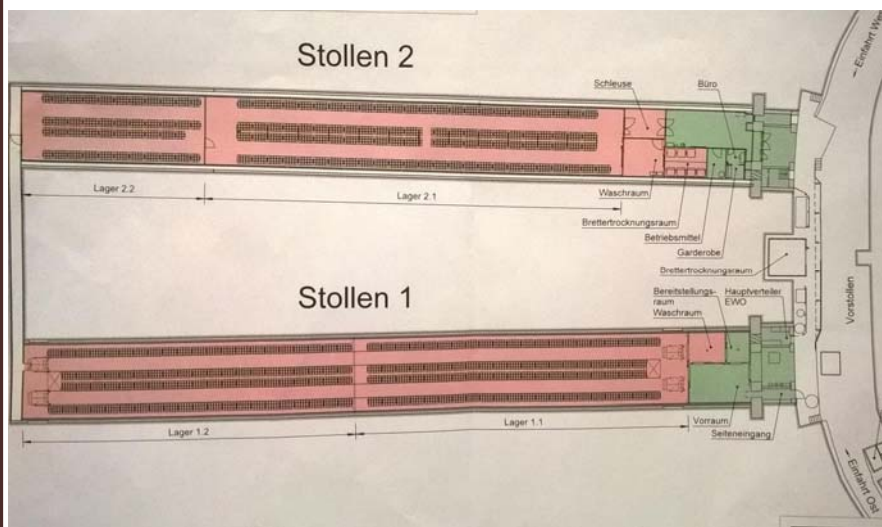 Stollen 2
Einfahrt Wes
Schleuse
Büro
Lager 2.2
Lager 2.1
Waschraum
Brettertrocknungsraum
Betriebsmittel
Garderobe
Brettertrocknungsraum
Stollen 1
Bereitstellungs-
raum
Hauptverteiler
EWO
Waschraum
Vorstollen
Lager 1.2
Lager 1.1
Vorraum
Seiteneingang
Einfahrt Ost